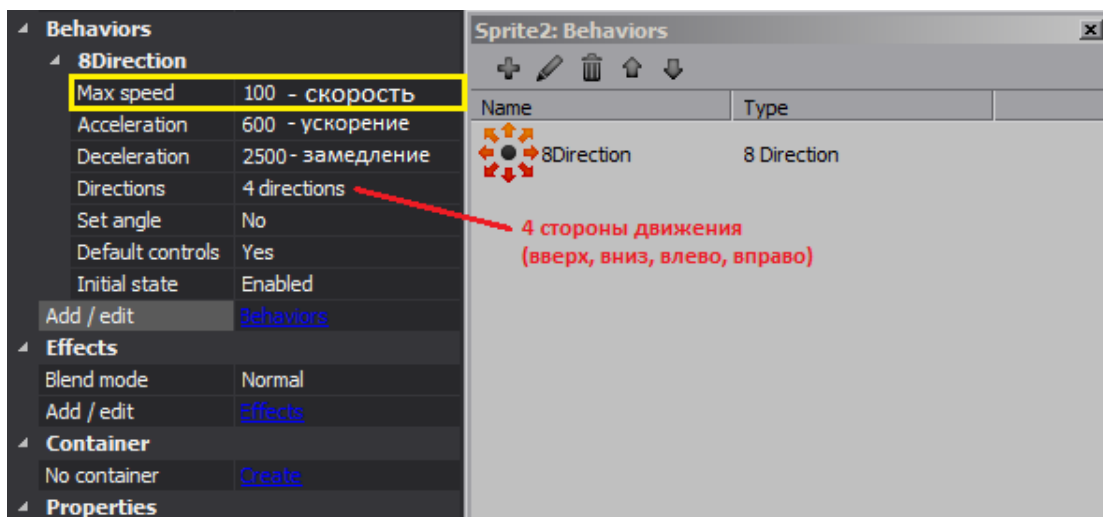 Behaviors
8Direction
Max speed 100 - скорость
Acceleration 600 - ускорение
Deceleration 2500 - замедление
Directions 4 directions
Set angle No
Default controls Yes
Initial state Enabled
Add / edit Behaviors
Effects
Blend mode Normal
Add / edit Effects
Container
No container Create
Properties
Sprite2: Behaviors
Name Type
8Direction 8 Direction
4 стороны движения
(вверх, вниз, влево, вправо)